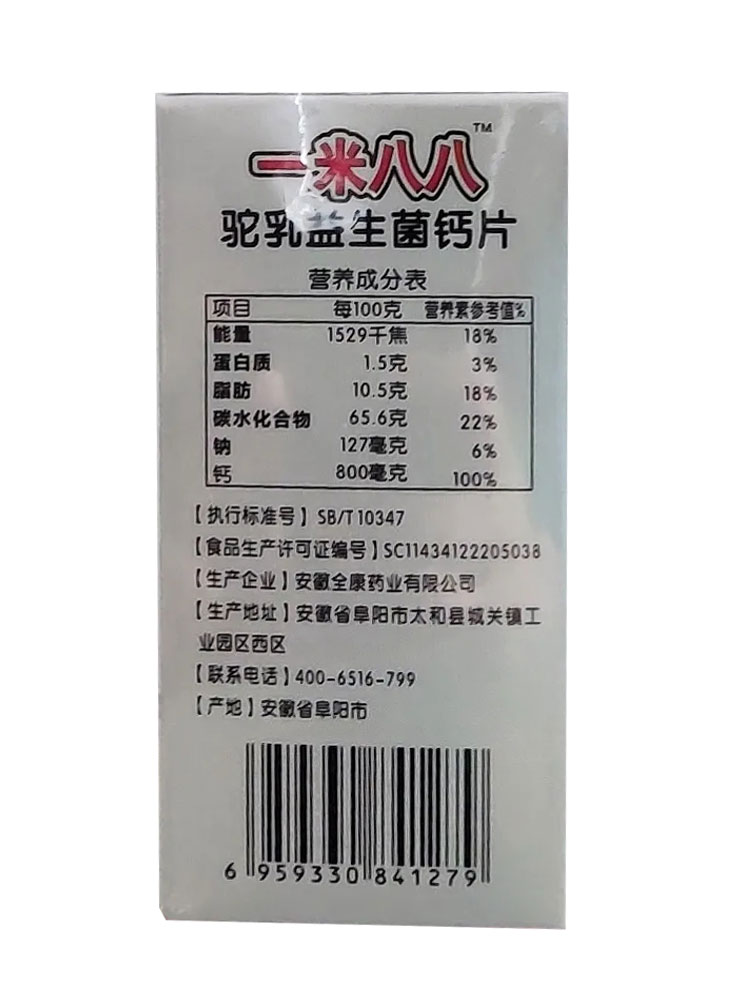 一米八八™
驼乳益生菌钙片
营养成分表
项目 每100克 营养素参考值%
能量 1529千焦 18%
蛋白质 1.5克 3%
脂肪 10.5克 18%
碳水化合物 65.6克 22%
钠 127毫克 6%
钙 800毫克 100%
【执行标准号】SB/T10347
【食品生产许可证编号】SC11434122205038
【生产企业】安徽全康药业有限公司
【生产地址】安徽省阜阳市太和县城关镇工
业园区西区
【联系电话】400-6516-799
【产地】安徽省阜阳市
6 959330 841279